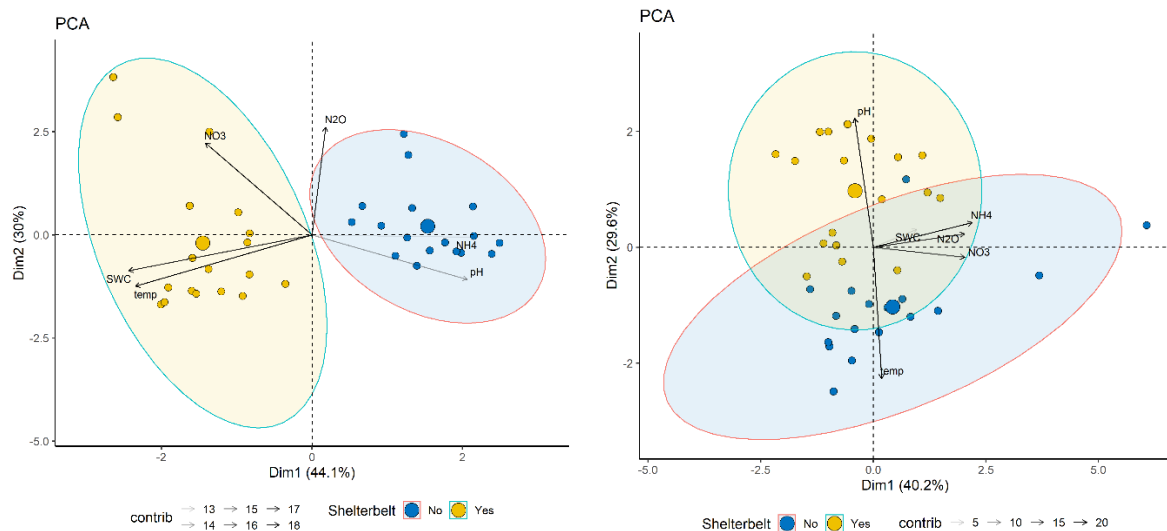 PCA
2.5
0.0
-2.5
-5.0
Dim2 (30%)
NO3
N2O
NH4
pH
SWC
temp
-2
0
2
Dim1 (44.1%)
contrib
13
15
17
14
16
18
Shelterbelt
No
Yes
PCA
2
0
-2
Dim2 (29.6%)
pH
NH4
SWC
N2O
NO3
temp
-5.0
-2.5
0.0
2.5
5.0
Dim1 (40.2%)
Shelterbelt
No
Yes
contrib
5
10
15
20